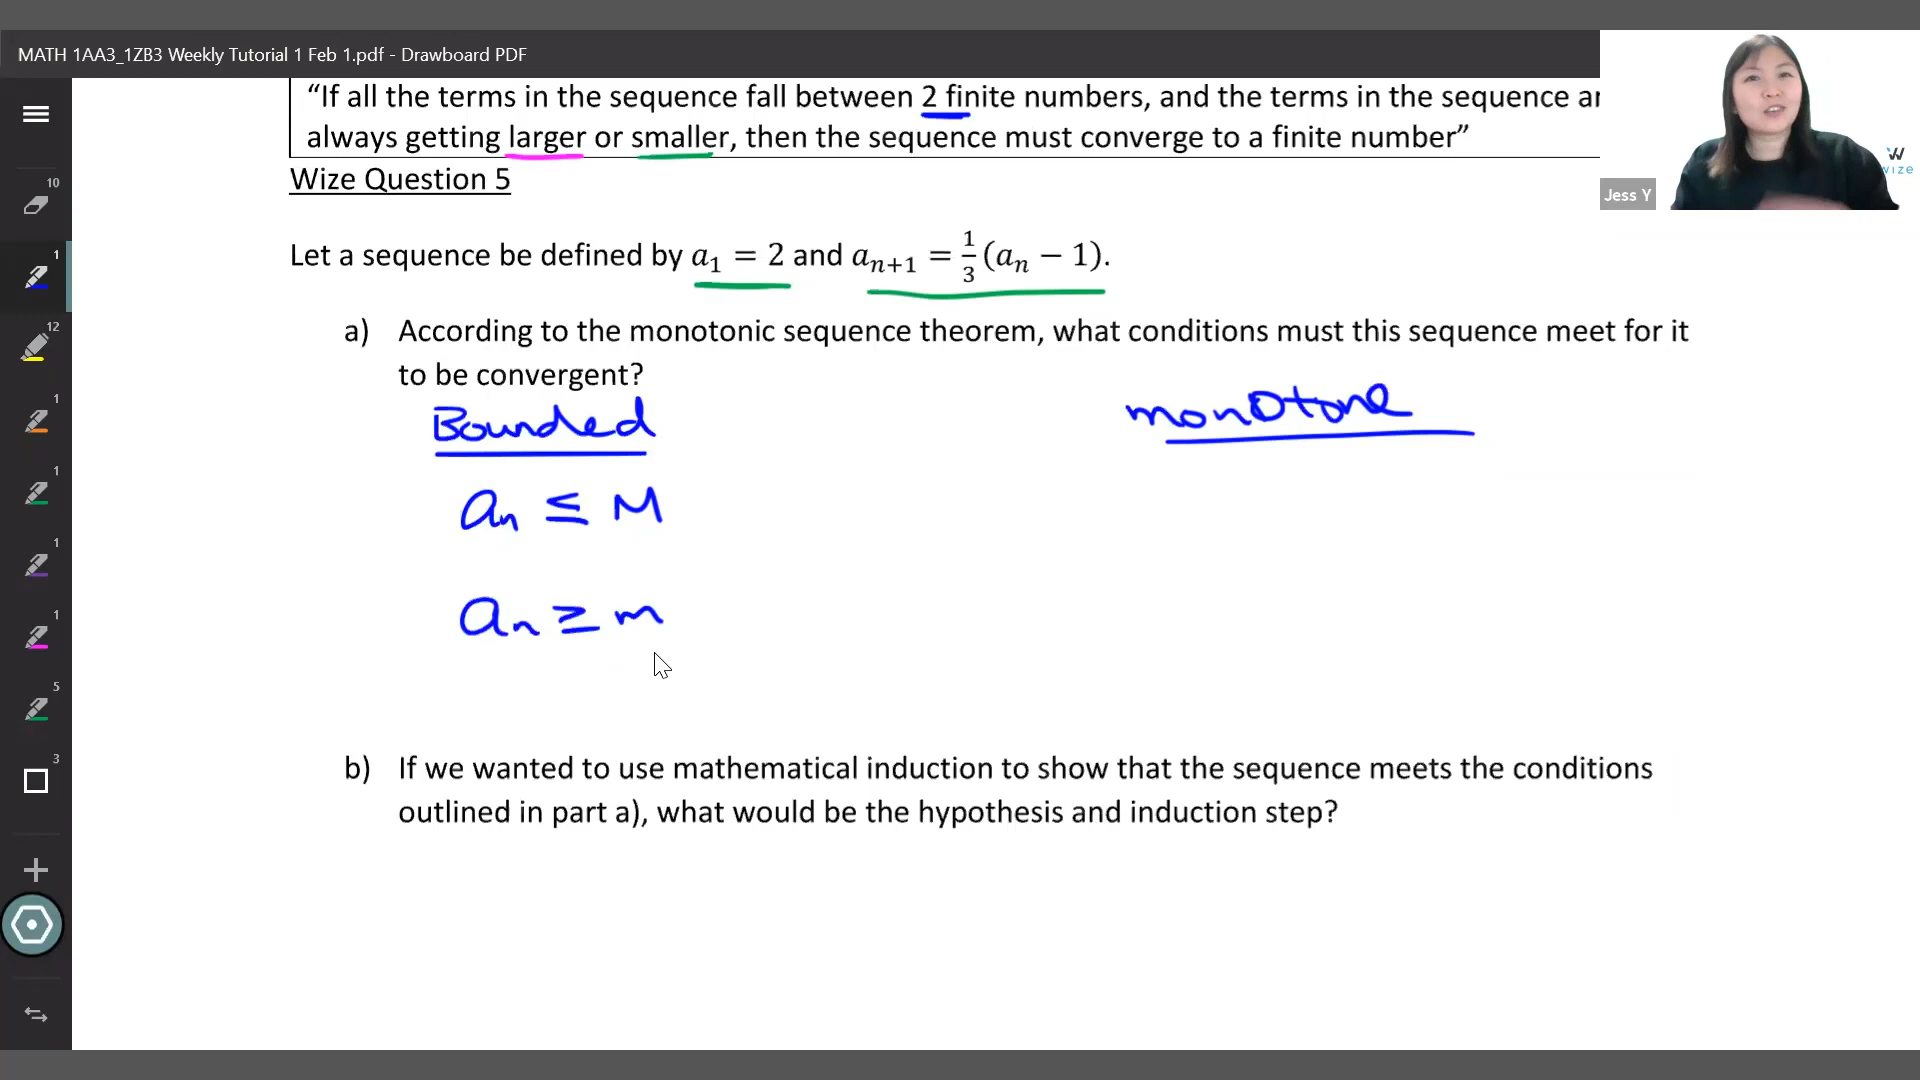 MATH 1AA3_1ZB3 Weekly Tutorial 1 Feb 1.pdf - Drawboard PDF
“If all the terms in the sequence fall between 2 finite numbers, and the terms in the sequence ar
always getting larger or smaller, then the sequence must converge to a finite number”
Wize Question 5
Jess Y
W
wize
Let a sequence be defined by a₁ = 2 and aₙ₊₁ = 1/3 (aₙ − 1).
a) According to the monotonic sequence theorem, what conditions must this sequence meet for it
to be convergent?
Bounded
monotone
aₙ ≤ M
aₙ ≥ m
b) If we wanted to use mathematical induction to show that the sequence meets the conditions
outlined in part a), what would be the hypothesis and induction step?
10
1
12
1
1
1
1
5
3